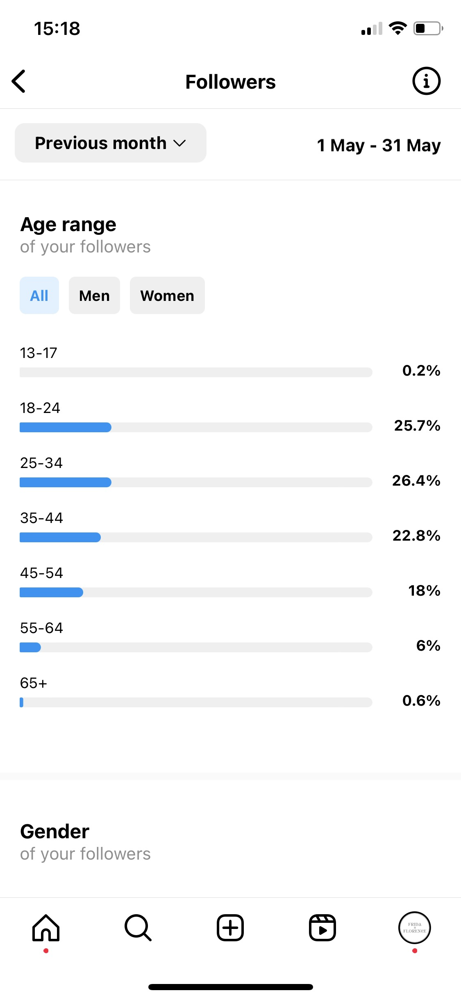 15:18
Followers
Previous month
1 May - 31 May
Age range
of your followers
All
Men
Women
13-17
0.2%
18-24
25.7%
25-34
26.4%
35-44
22.8%
45-54
18%
55-64
6%
65+
0.6%
Gender
of your followers
FRIDA
&
FLORENCE